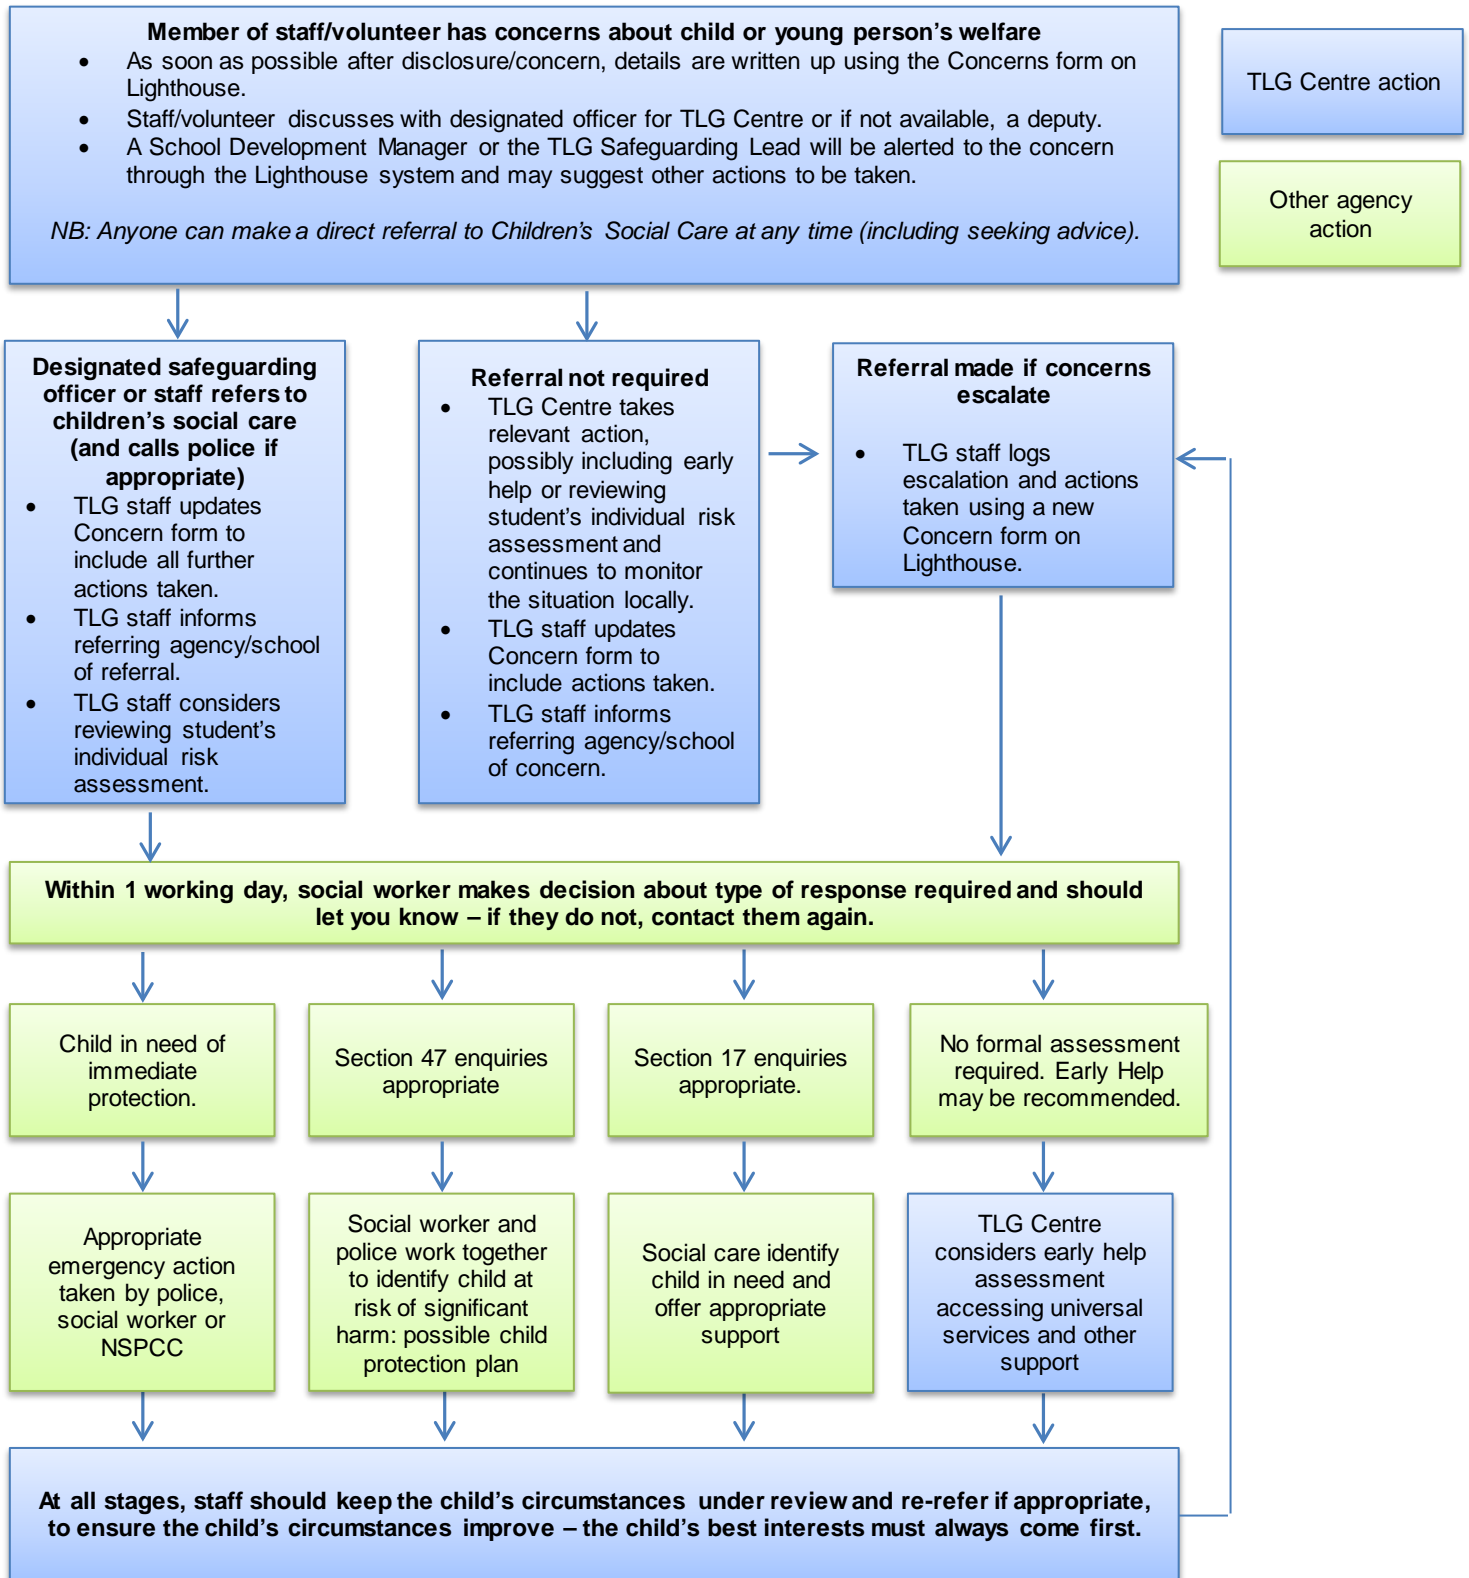 Member of staff/volunteer has concerns about child or young person's welfare
• As soon as possible after disclosure/concern, details are written up using the Concerns form on
Lighthouse.
• Staff/volunteer discusses with designated officer for TLG Centre or if not available, a deputy.
• A School Development Manager or the TLG Safeguarding Lead will be alerted to the concern
through the Lighthouse system and may suggest other actions to be taken.
NB: Anyone can make a direct referral to Children's Social Care at any time (including seeking advice).
TLG Centre action
Other agency
action
Designated safeguarding
officer or staff refers to
children's social care
(and calls police if
appropriate)
• TLG staff updates
Concern form to
include all further
actions taken.
• TLG staff informs
referring agency/school
of referral.
• TLG staff considers
reviewing student's
individual risk
assessment.
Referral not required
• TLG Centre takes
relevant action,
possibly including early
help or reviewing
student's individual risk
assessment and
continues to monitor
the situation locally.
• TLG staff updates
Concern form to
include actions taken.
• TLG staff informs
referring agency/school
of concern.
Referral made if concerns
escalate
• TLG staff logs
escalation and actions
taken using a new
Concern form on
Lighthouse.
Within 1 working day, social worker makes decision about type of response required and should
let you know – if they do not, contact them again.
Child in need of
immediate
protection.
Section 47 enquiries
appropriate
Section 17 enquiries
appropriate.
No formal assessment
required. Early Help
may be recommended.
Appropriate
emergency action
taken by police,
social worker or
NSPCC
Social worker and
police work together
to identify child at
risk of significant
harm: possible child
protection plan
Social care identify
child in need and
offer appropriate
support
TLG Centre
considers early help
assessment
accessing universal
services and other
support
At all stages, staff should keep the child's circumstances under review and re-refer if appropriate,
to ensure the child's circumstances improve – the child's best interests must always come first.